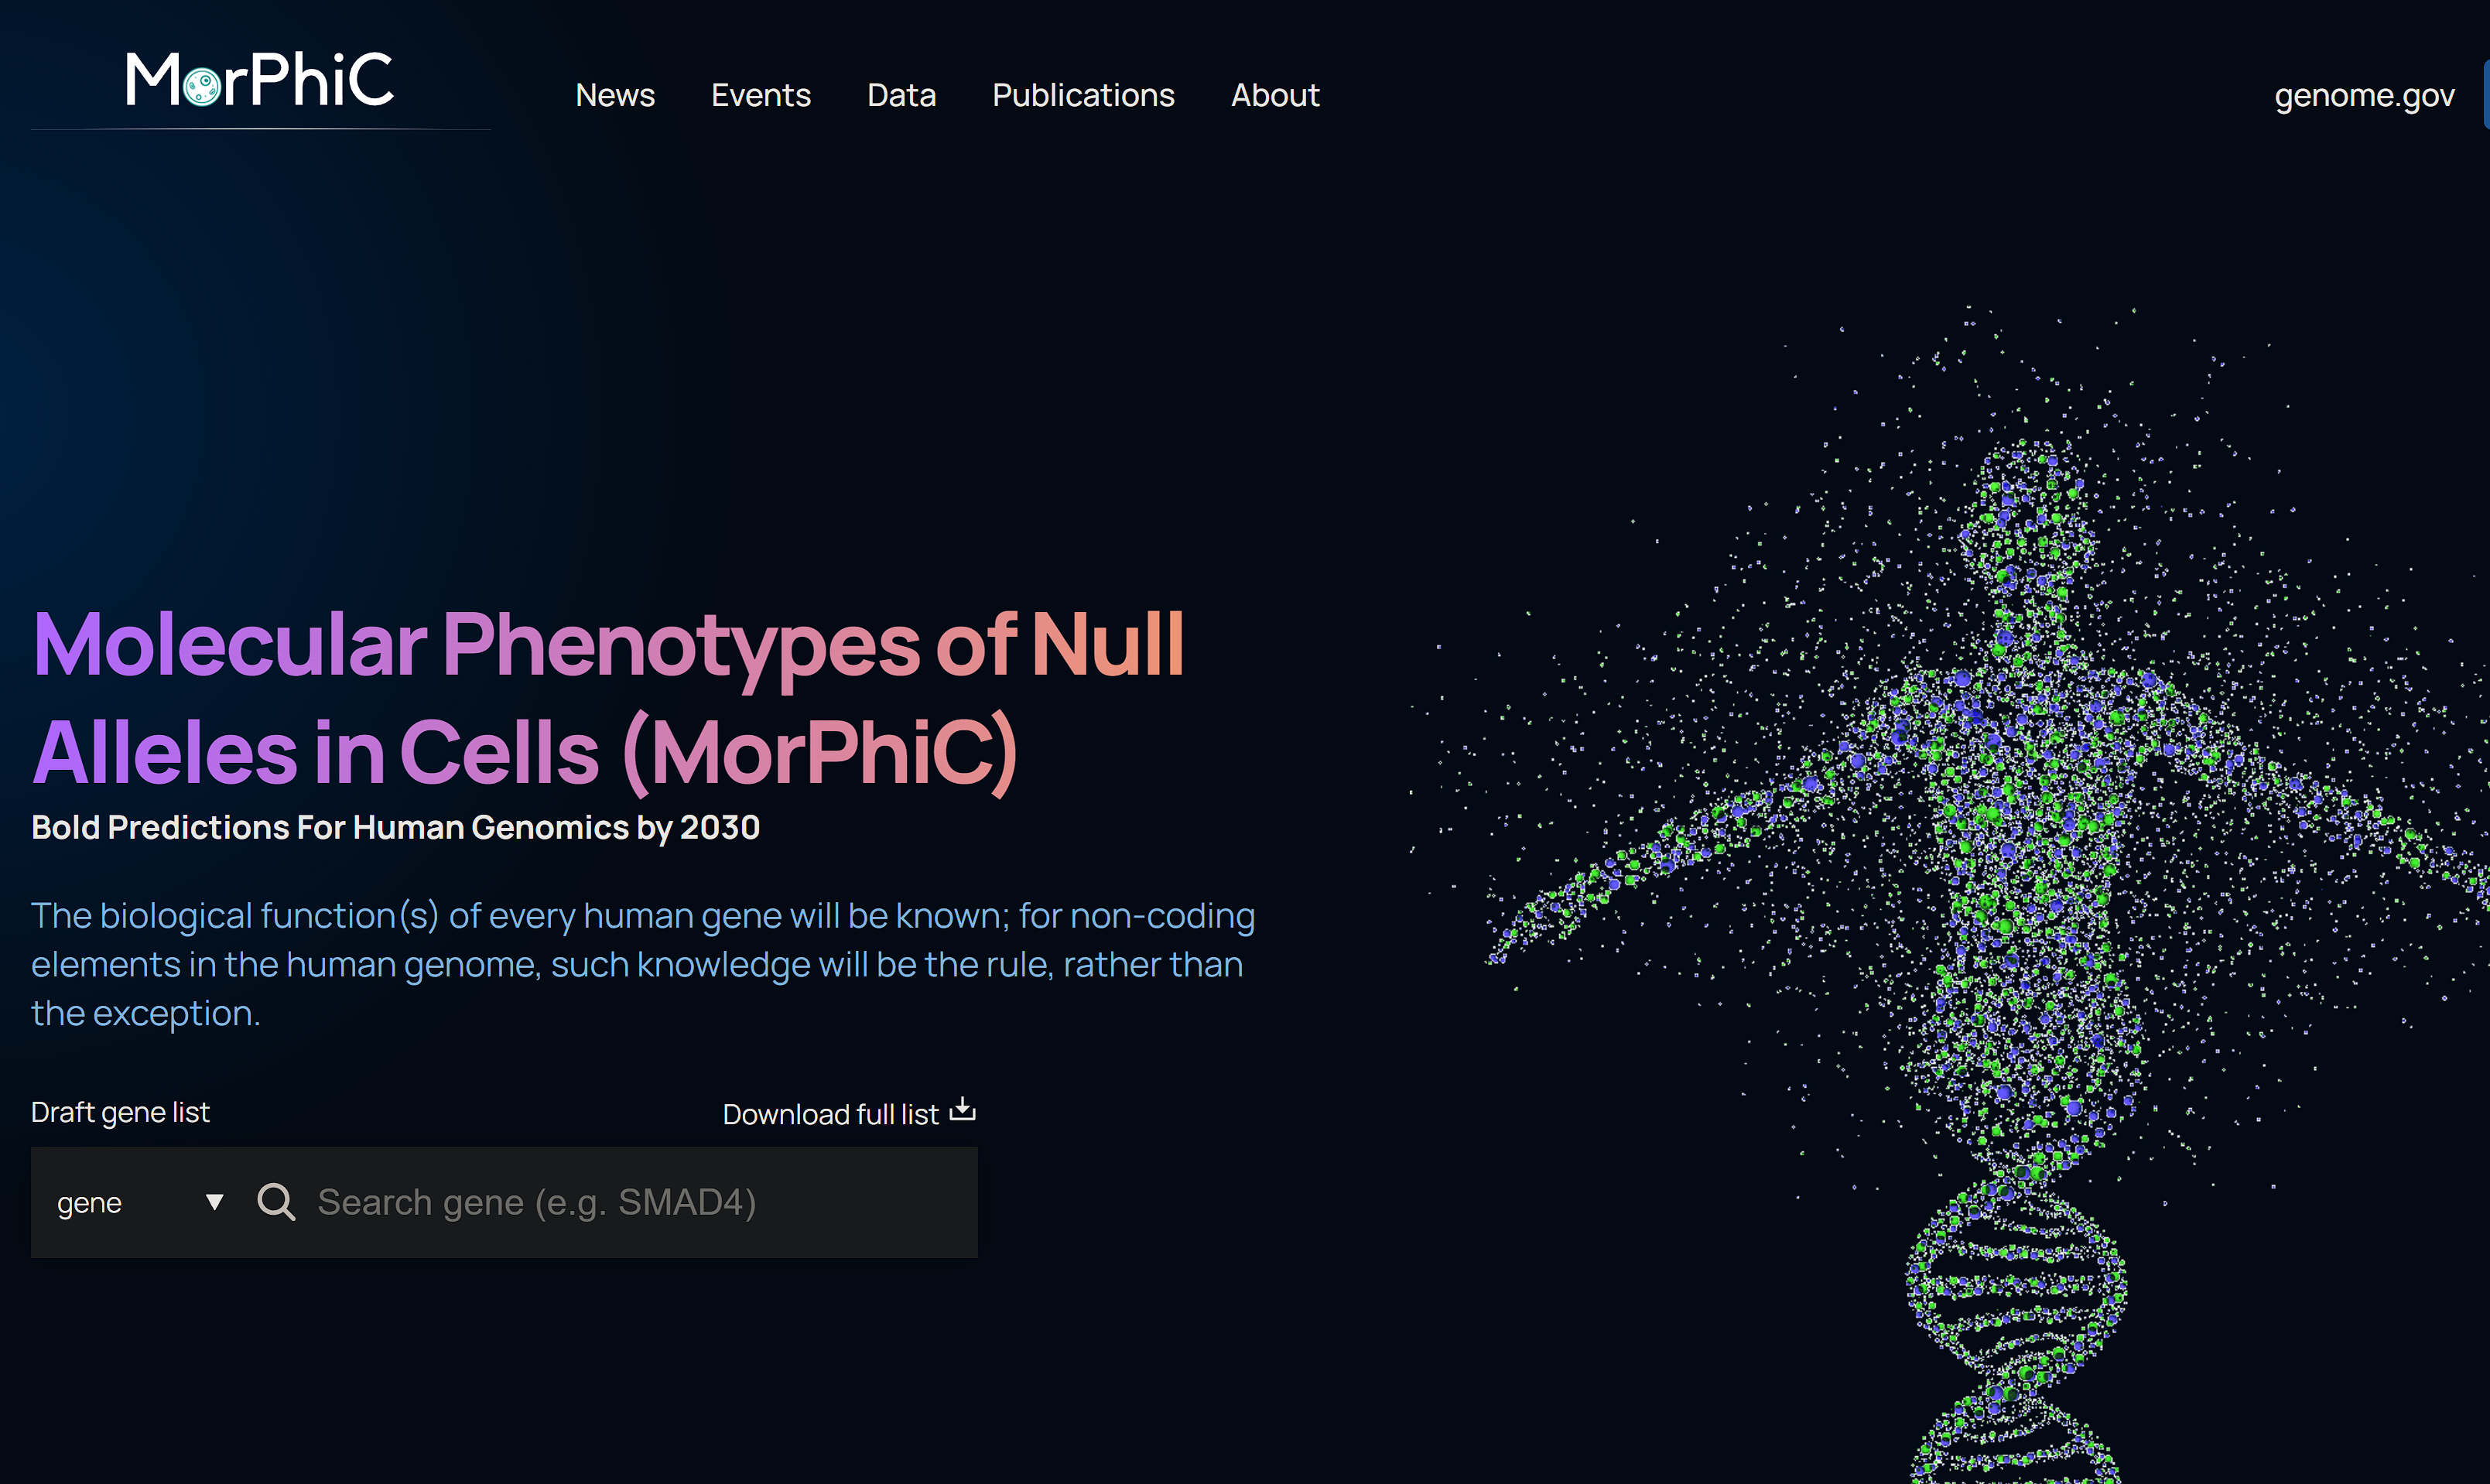 MorPhiC
News
Events
Data
Publications
About
genome.gov
Molecular Phenotypes of Null
Alleles in Cells (MorPhiC)
Bold Predictions For Human Genomics by 2030
The biological function(s) of every human gene will be known; for non-coding
elements in the human genome, such knowledge will be the rule, rather than
the exception.
Draft gene list
Download full list
gene
Search gene (e.g. SMAD4)